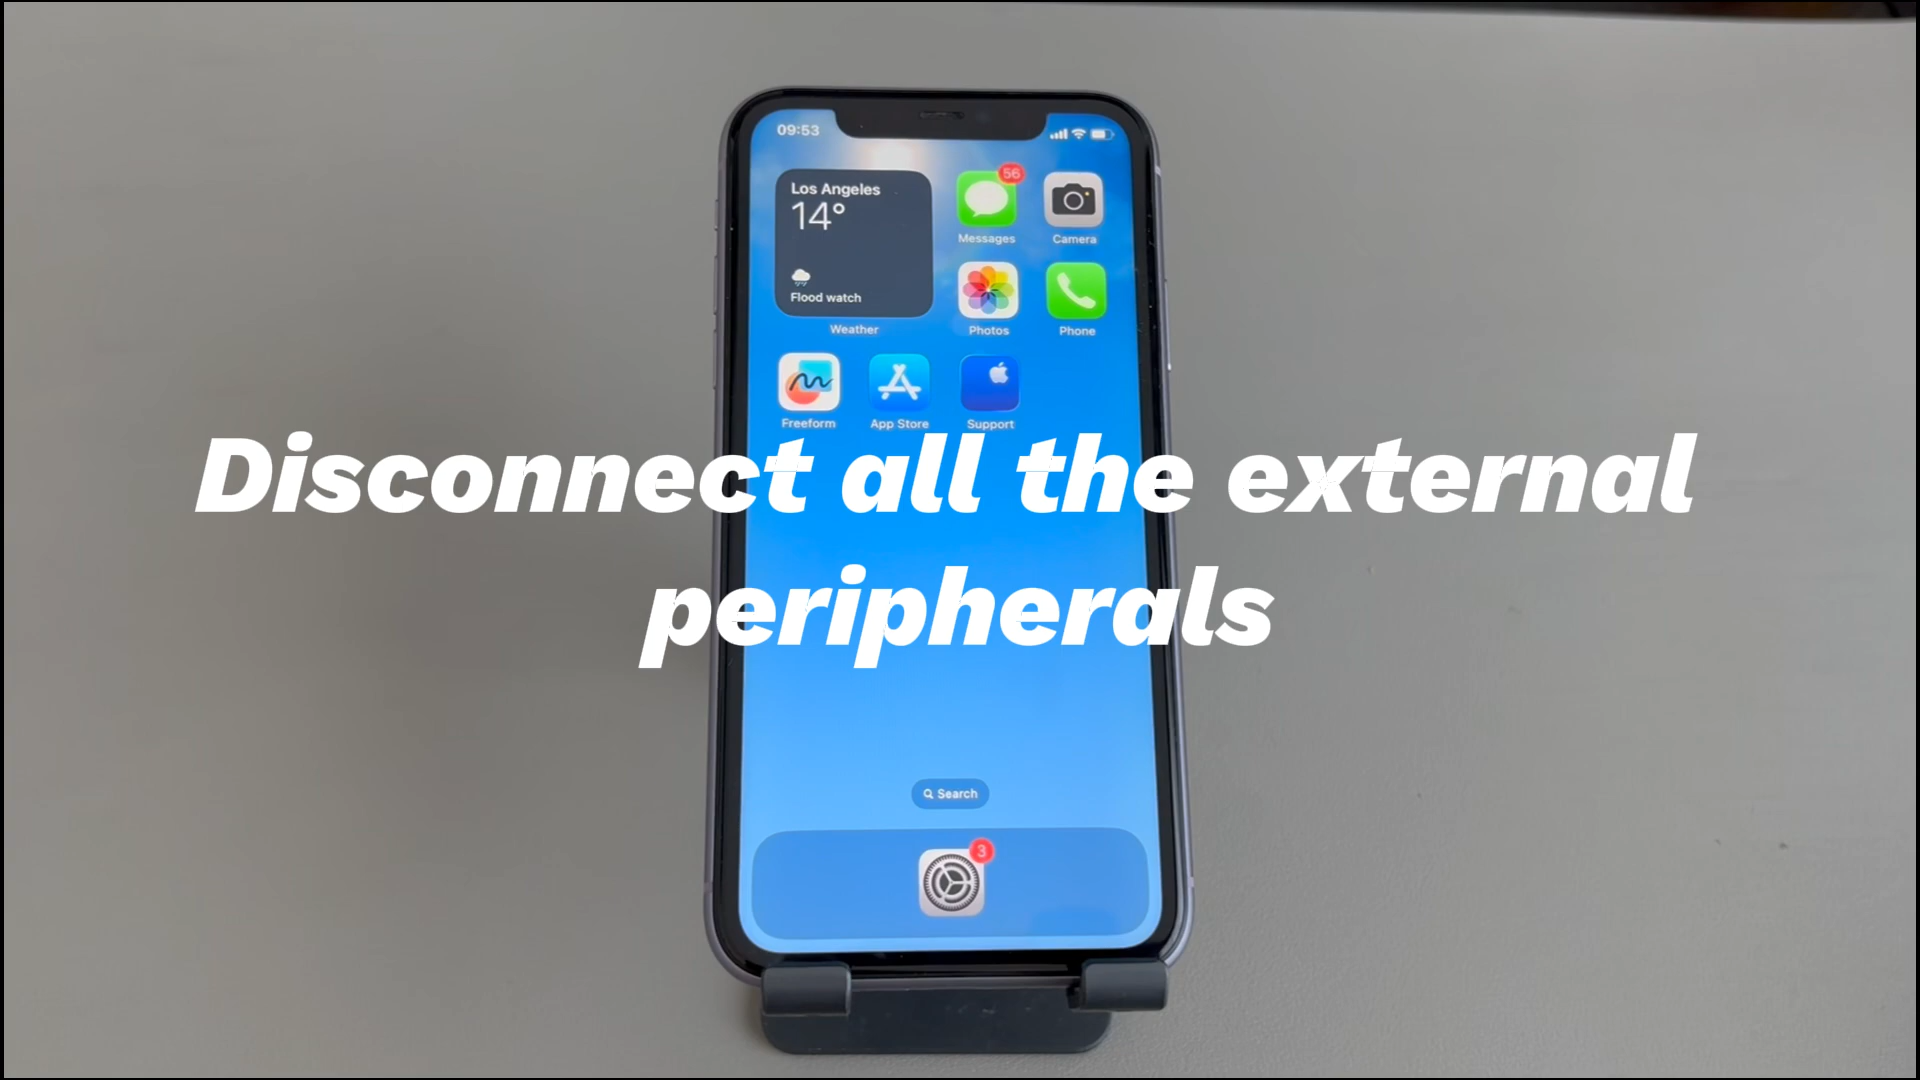 09:53
Los Angeles
14°
Flood watch
Weather
56
Messages
Camera
Photos
Phone
Freeform
App Store
Support
Disconnect all the external
peripherals
Search
3